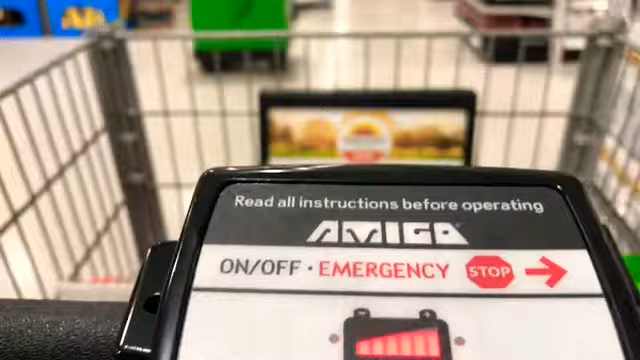 Read all instructions before operating
AMIGO
ON/OFF · EMERGENCY STOP